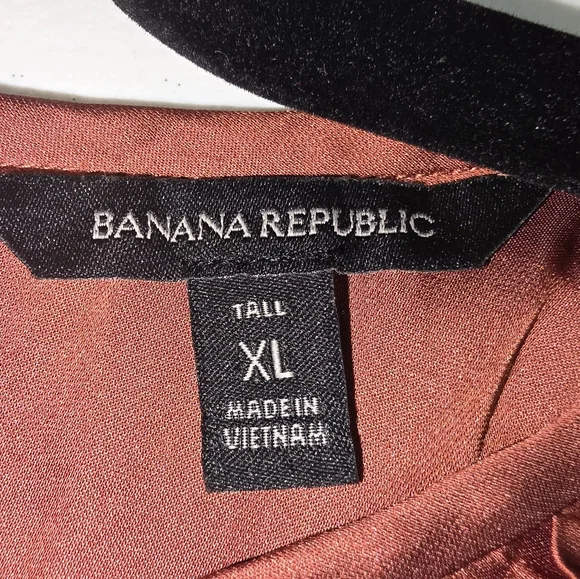 BANANA REPUBLIC
TALL
XL
MADE IN
VIETNAM